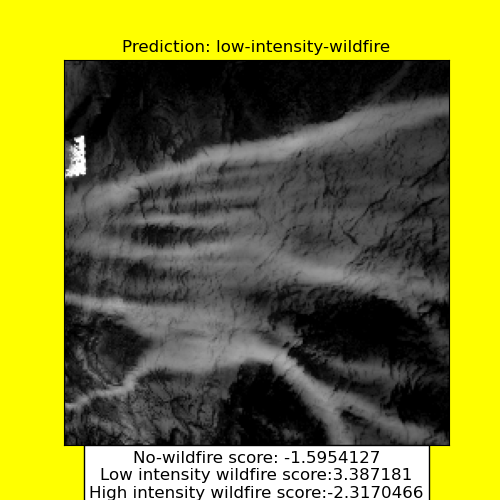 Prediction: low-intensity-wildfire
No-wildfire score: -1.5954127
Low intensity wildfire score:3.387181
High intensity wildfire score:-2.3170466